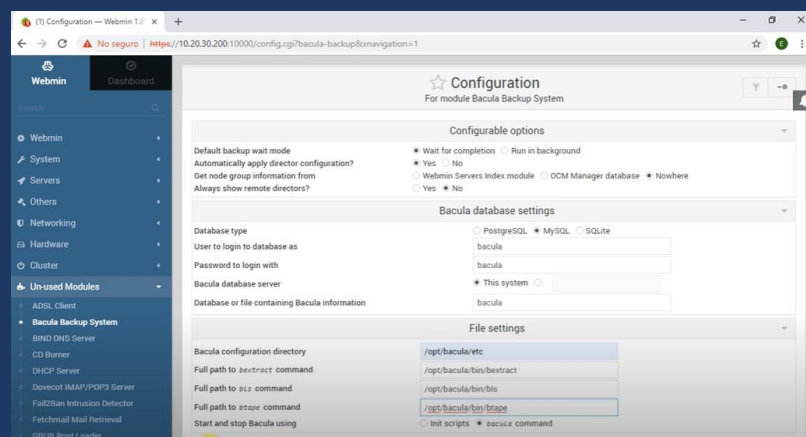 (1) Configuration — Webmin 1.8
No seguro https://10.20.30.200:10000/config.cgi?bacula-backup&xnavigation=1
E
Webmin
Dashboard
Search
Webmin
System
Servers
Others
Networking
Hardware
Cluster
Un-used Modules
ADSL Client
Bacula Backup System
BIND DNS Server
CD Burner
DHCP Server
Dovecot IMAP/POP3 Server
Fail2Ban Intrusion Detector
Fetchmail Mail Retrieval
GRUB Boot Loader
Configuration
For module Bacula Backup System
Configurable options
Default backup wait mode Wait for completion Run in background
Automatically apply director configuration? Yes No
Get node group information from Webmin Servers Index module OCM Manager database Nowhere
Always show remote directors? Yes No
Bacula database settings
Database type PostgreSQL MySQL SQLite
User to login to database as bacula
Password to login with bacula
Bacula database server This system
Database or file containing Bacula information bacula
File settings
Bacula configuration directory /opt/bacula/etc
Full path to bextract command /opt/bacula/bin/bextract
Full path to bls command /opt/bacula/bin/bls
Full path to btape command /opt/bacula/bin/btape
Start and stop Bacula using Init scripts bacula command